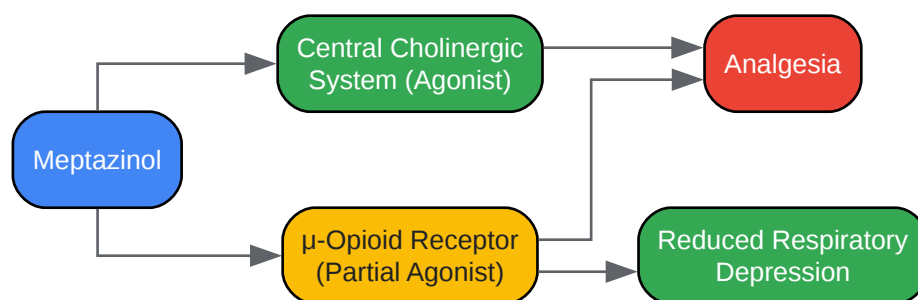 Central Cholinergic
System (Agonist)
Analgesia
Meptazinol
μ-Opioid Receptor
(Partial Agonist)
Reduced Respiratory
Depression